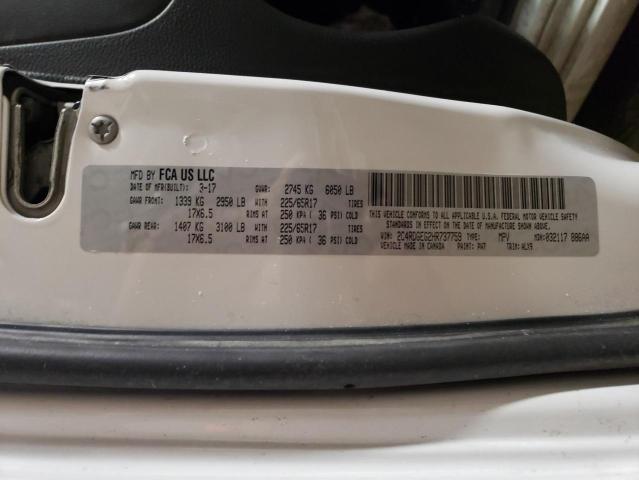 MFD BY FCA US LLC
DATE OF MFR(BUILT): 3-17 GVWR: 2745 KG 6050 LB
GAWR FRONT: 1339 KG 2950 LB 225/65R17 TIRES
17X6.5 RIMS AT 250 KPA( 36 PSI) COLD
GAWR REAR: 1407 KG 3100 LB 225/65R17 TIRES
17X6.5 RIMS AT 250 KPA( 36 PSI) COLD
THIS VEHICLE CONFORMS TO ALL APPLICABLE U.S.A. FEDERAL MOTOR VEHICLE SAFETY
STANDARDS IN EFFECT ON THE DATE OF MANUFACTURE SHOWN ABOVE.
VIN: 2C4RDGEG2HR737759 TYPE: MPV MDH:032117 086AA
VEHICLE MADE IN CANADA PAINT: PW7 TRIM:ALX9